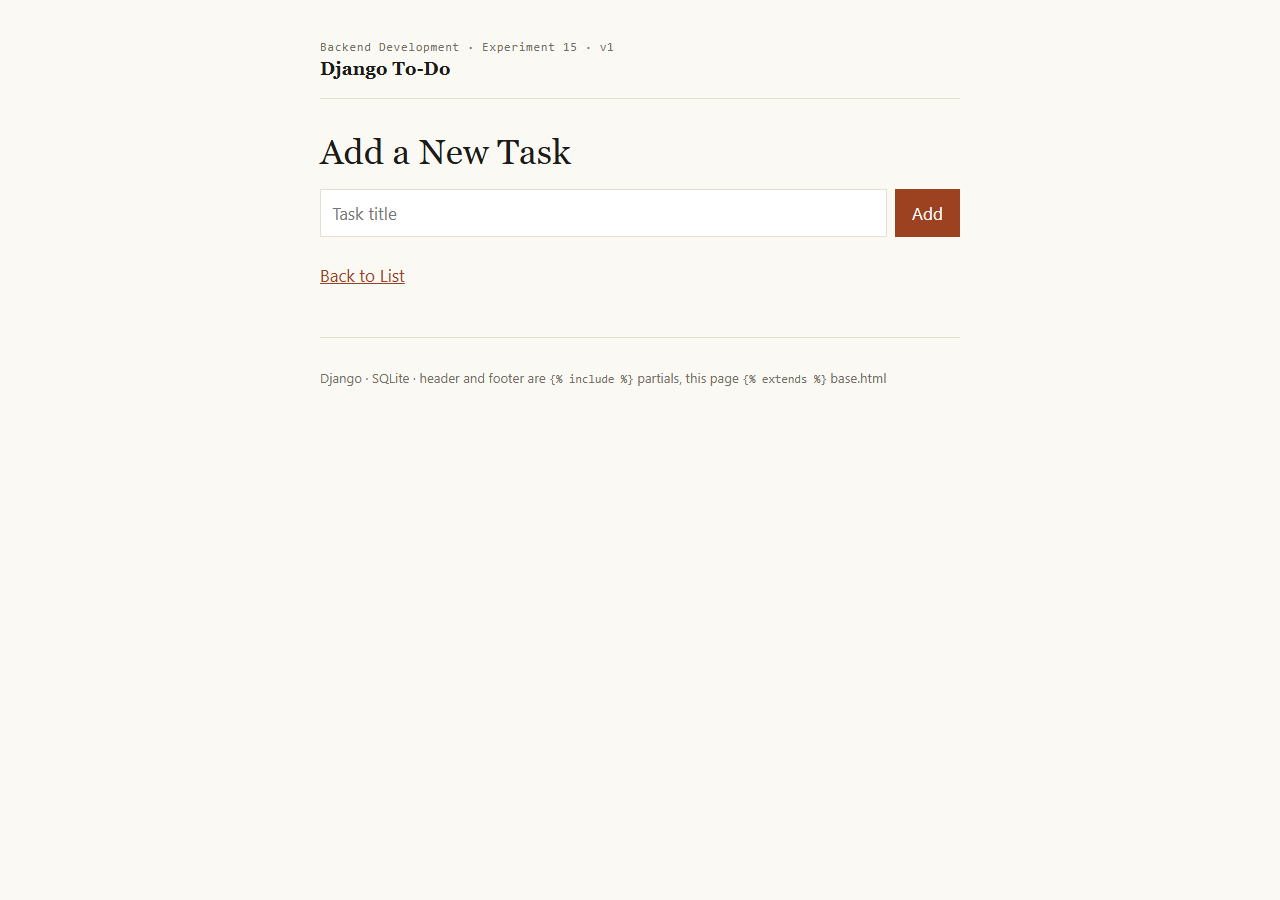 Backend Development · Experiment 15 · v1
Django To-Do
Add a New Task
Task title
Add
Back to List
Django · SQLite · header and footer are {% include %} partials, this page {% extends %} base.html